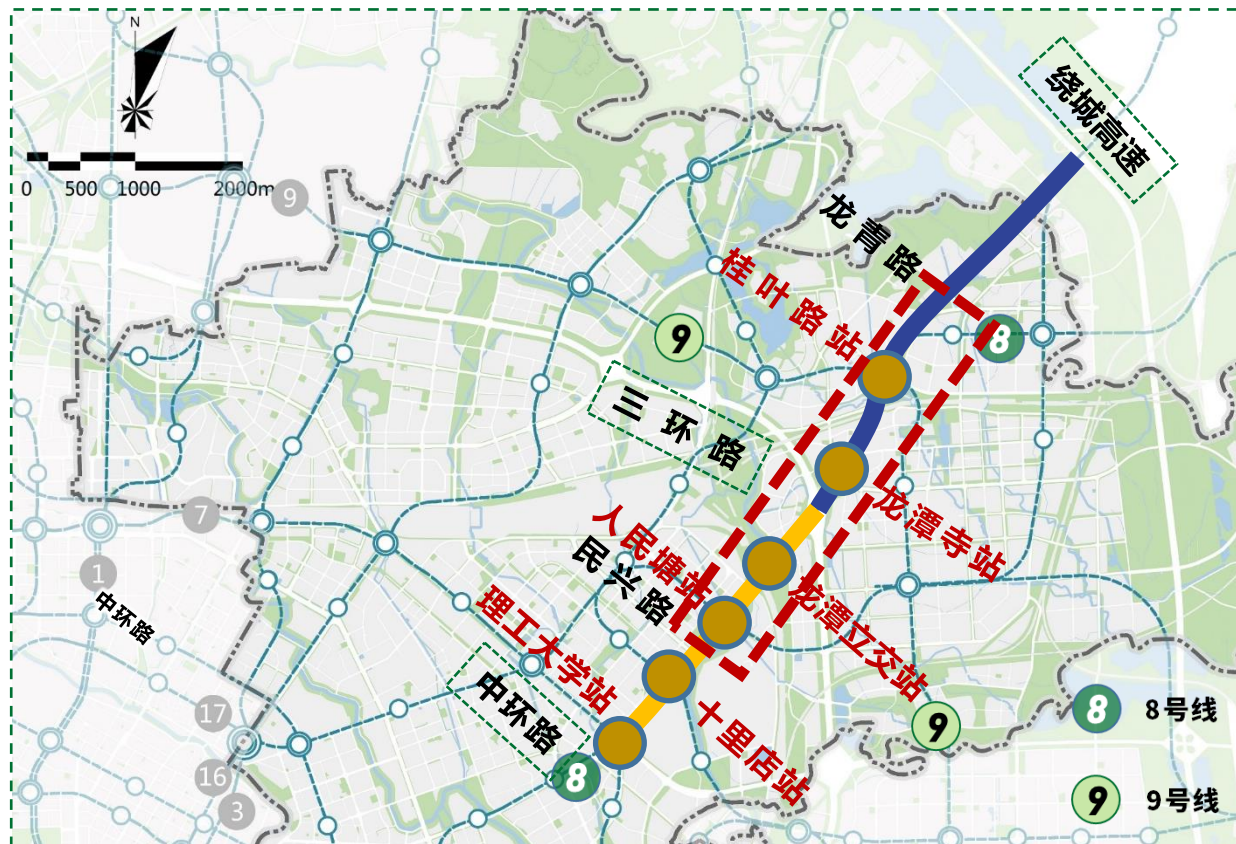 N
0 500 1000 2000m
绕城高速
9
龙青路
桂叶路站
8
9
三环路
龙潭寺站
人民塘站
民兴路
7
1
中环路
理工大学站
龙潭立交站
中环路
十里店站
17
16
3
8
9
8 8号线
9 9号线